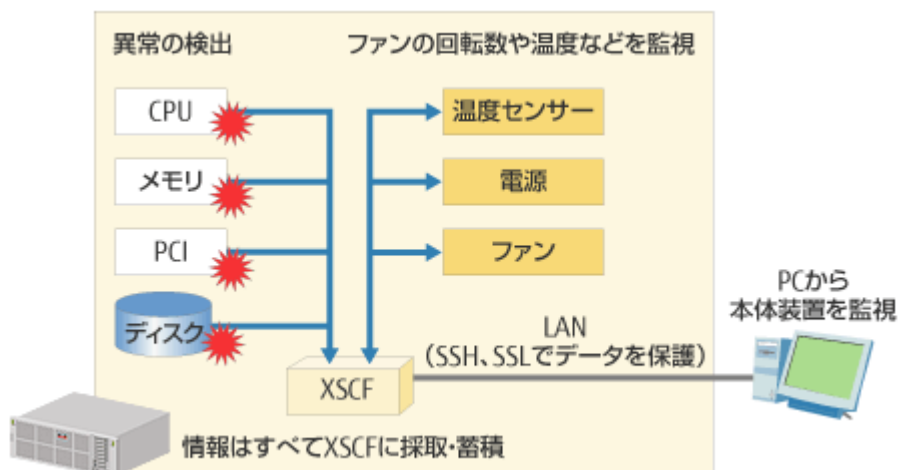 異常の検出
ファンの回転数や温度などを監視
CPU
温度センサー
メモリ
電源
PCI
ファン
ディスク
PCから
本体装置を監視
LAN
（SSH、SSLでデータを保護）
XSCF
情報はすべてXSCFに採取・蓄積